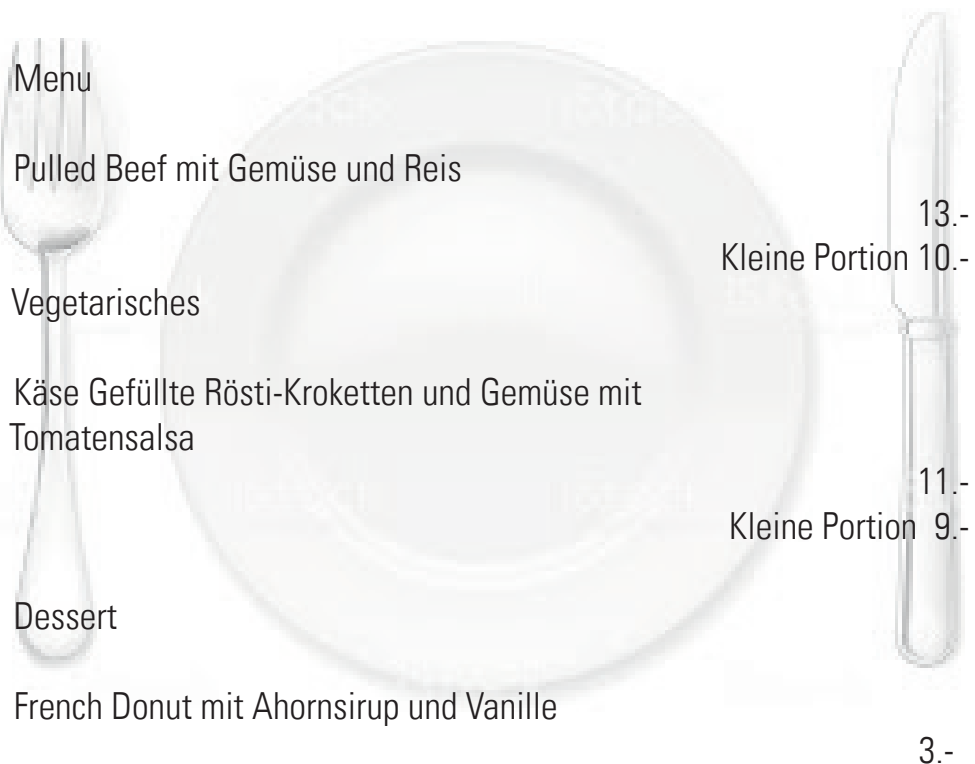 Menu
Pulled Beef mit Gemüse und Reis
13.-
Kleine Portion 10.-
Vegetarisches
Käse Gefüllte Rösti-Kroketten und Gemüse mit
Tomatensalsa
11.-
Kleine Portion 9.-
Dessert
French Donut mit Ahornsirup und Vanille
3.-